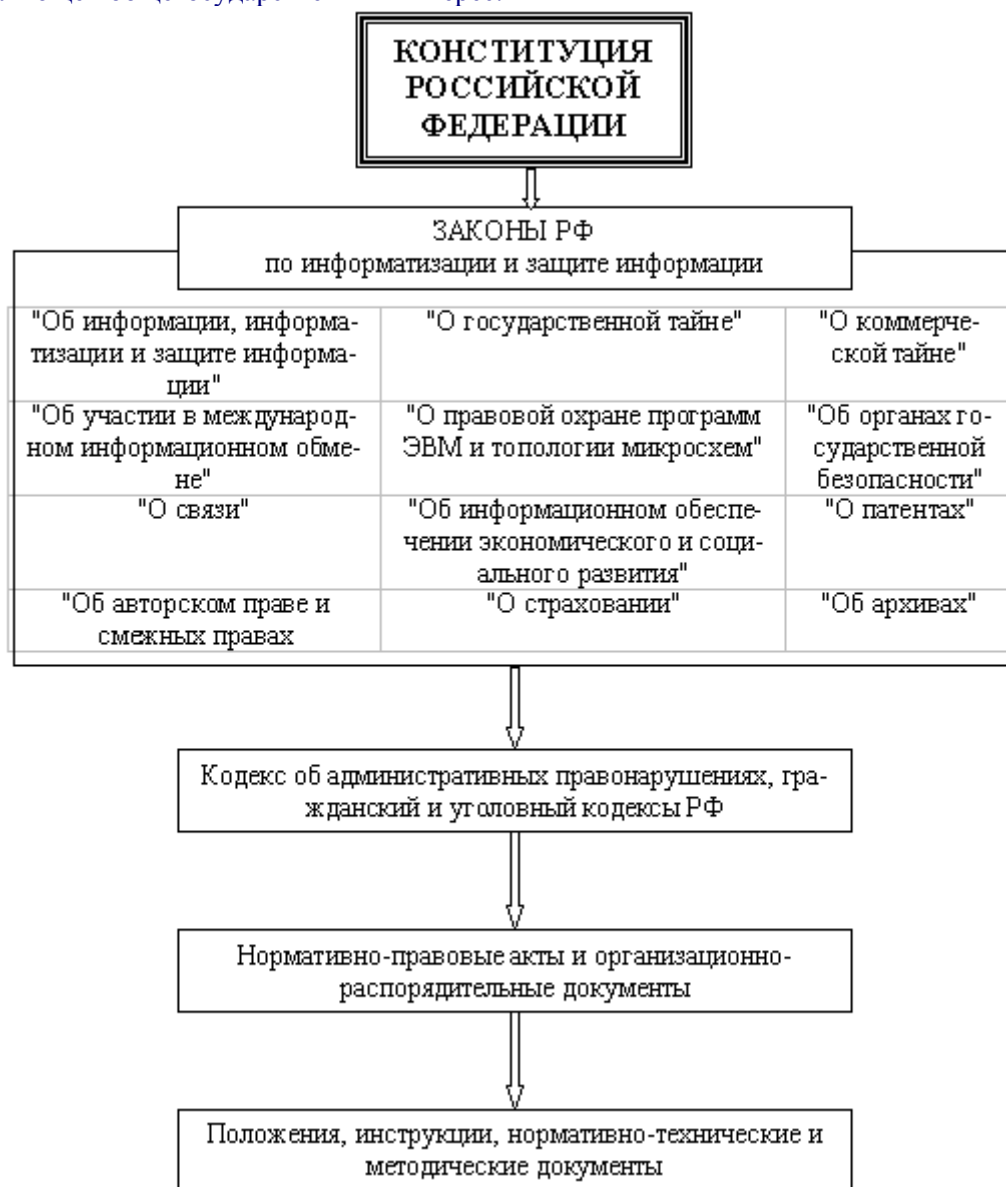 КОНСТИТУЦИЯ
РОССИЙСКОЙ
ФЕДЕРАЦИИ
ЗАКОНЫ РФ
по информатизации и защите информации
"Об информации, информа-
тизации и защите информа-
ции"
"О государственной тайне"
"О коммерче-
ской тайне"
"Об участии в международ-
ном информационном обме-
не"
"О правовой охране программ
ЭВМ и топологии микросхем"
"Об органах го-
сударственной
безопасности"
"О связи"
"Об информационном обеспе-
чении экономического и соци-
ального развития"
"О патентах"
"Об авторском праве и
смежных правах
"О страховании"
"Об архивах"
Кодекс об административных правонарушениях, гра-
жданский и уголовный кодексы РФ
Нормативно-правовые акты и организационно-
распорядительные документы
Положения, инструкции, нормативно-технические и
методические документы